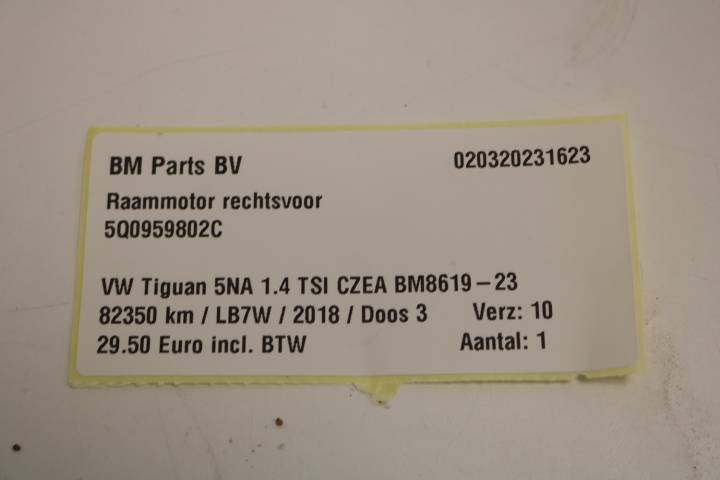 BM Parts BV 020320231623
Raammotor rechtsvoor
5Q0959802C
VW Tiguan 5NA 1.4 TSI CZEA BM8619-23
82350 km / LB7W / 2018 / Doos 3 Verz: 10
29.50 Euro incl. BTW Aantal: 1